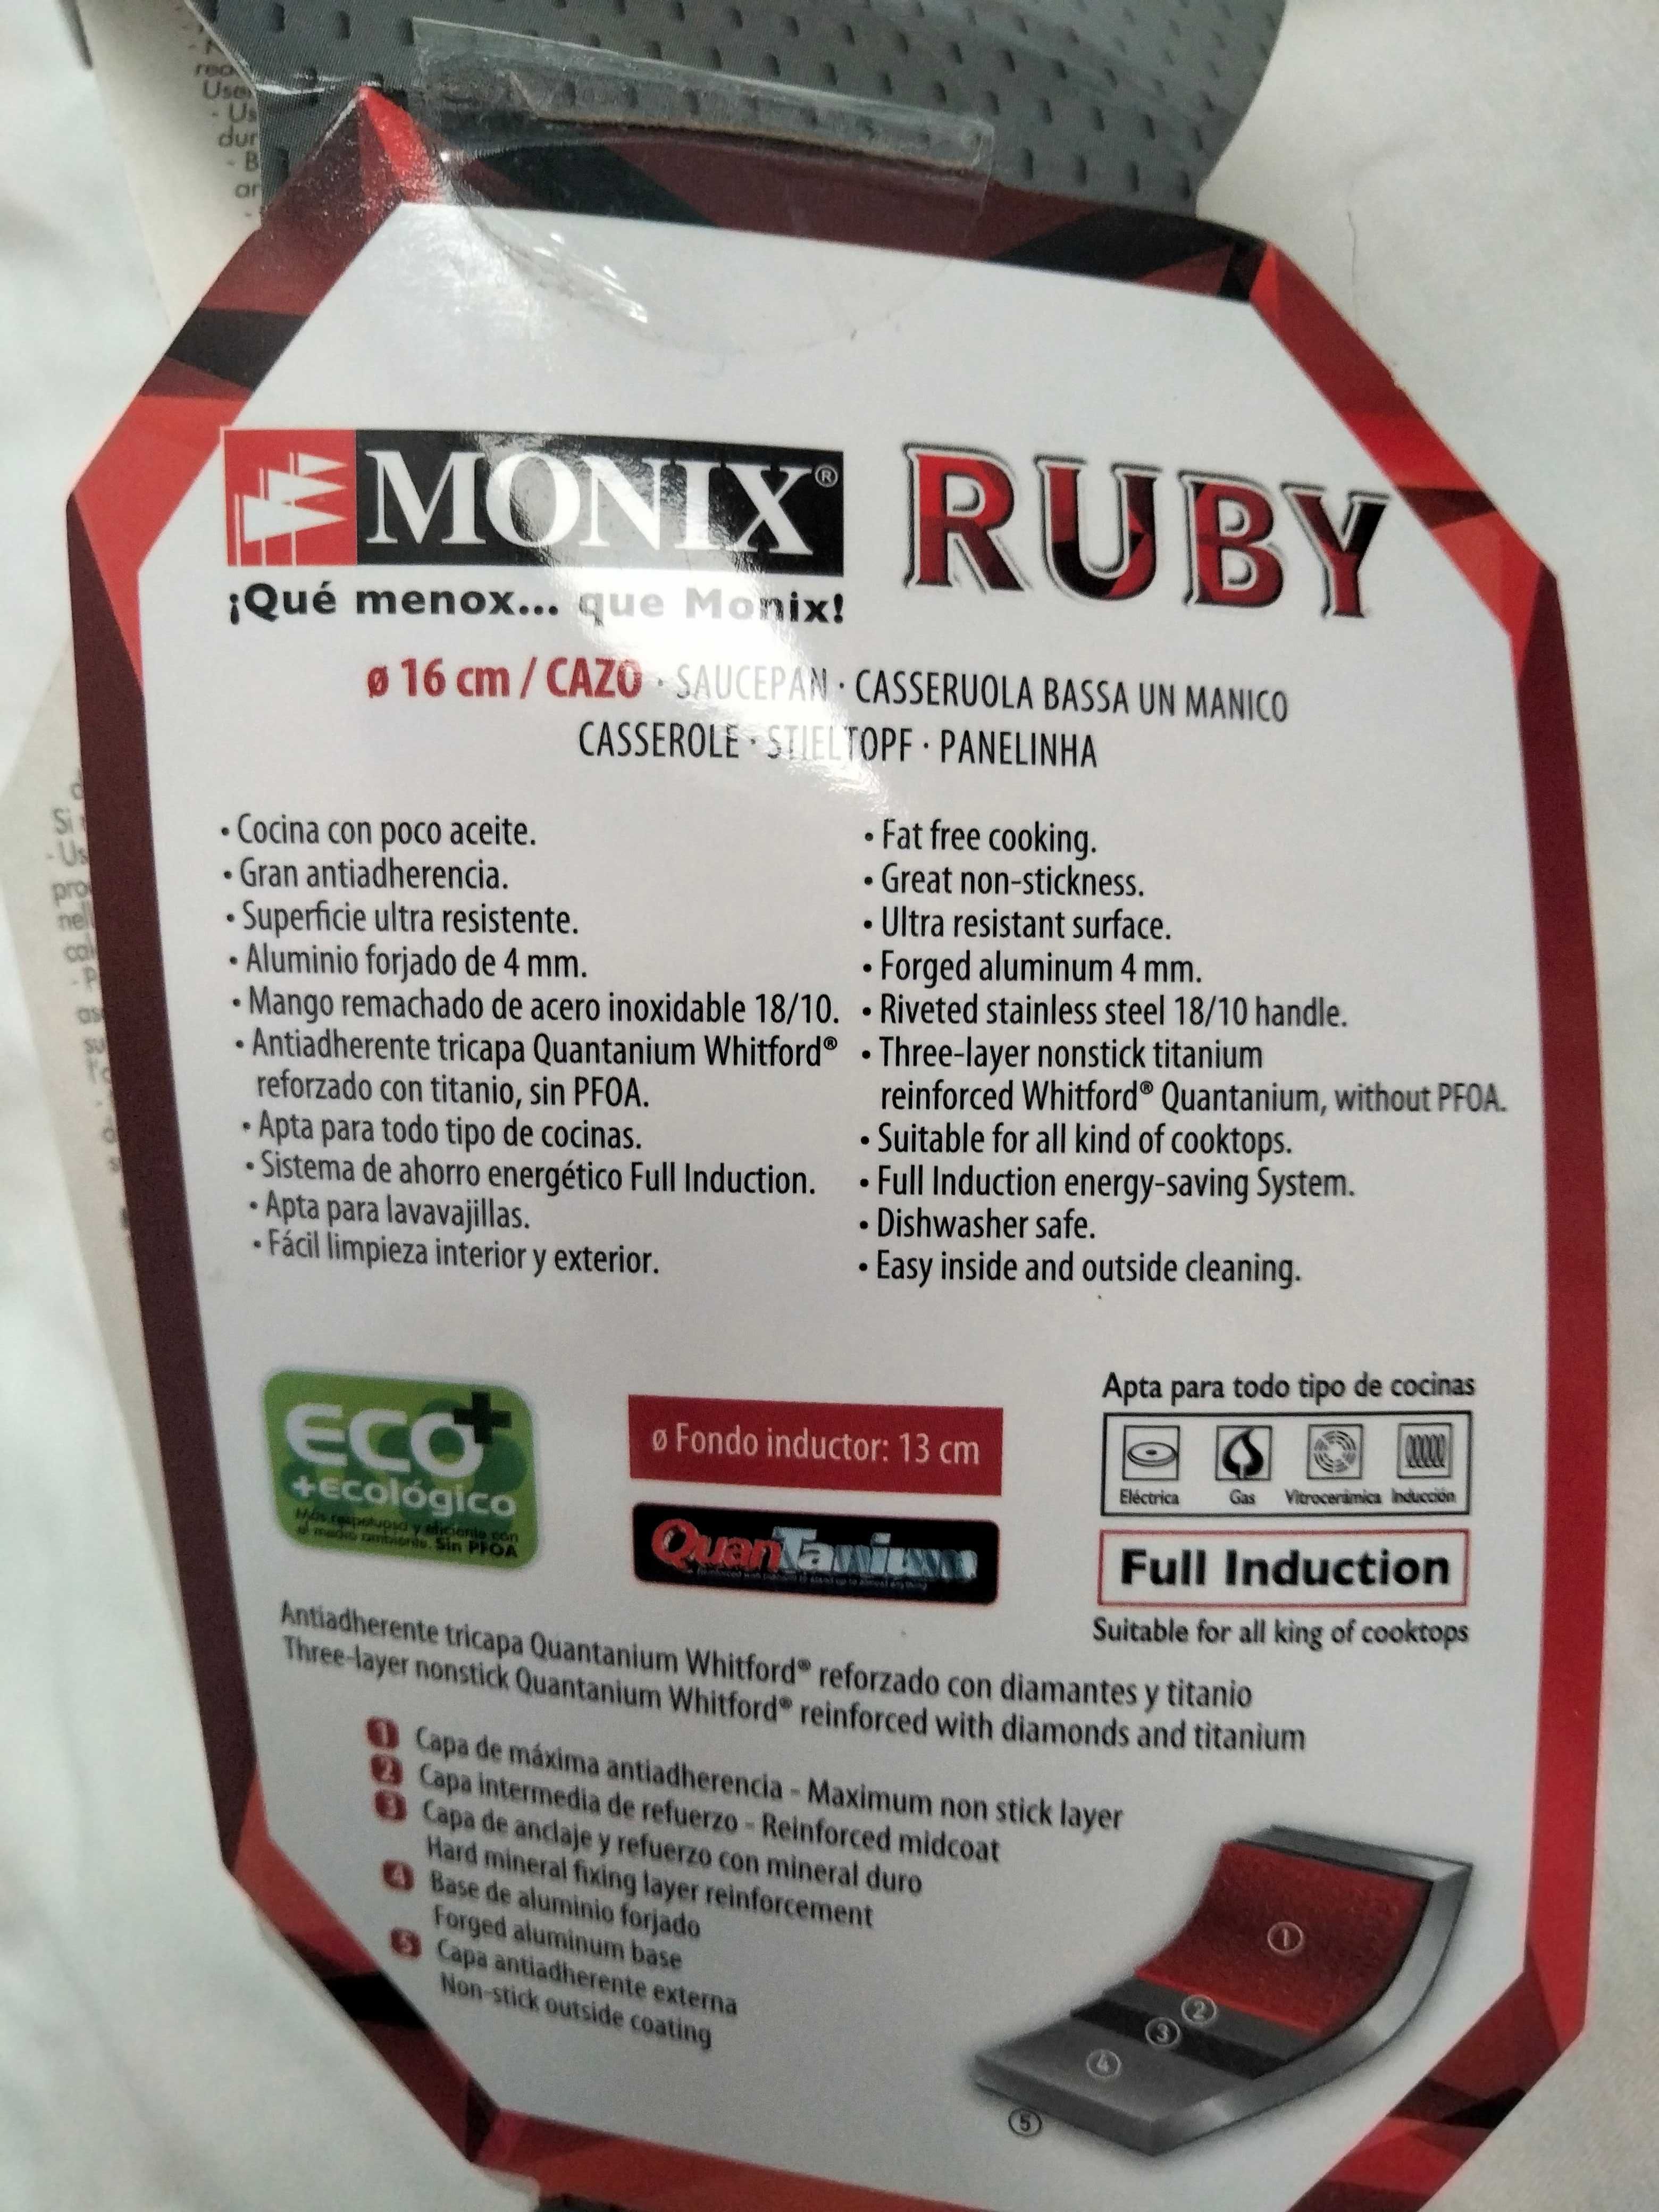 MONIX®
RUBY
¡Qué menox... que Monix!
ø 16 cm / CAZO · SAUCEPAN · CASSERUOLA BASSA UN MANICO
CASSEROLE · STIELTOPF · PANELINHA
• Cocina con poco aceite.
• Gran antiadherencia.
• Superficie ultra resistente.
• Aluminio forjado de 4 mm.
• Mango remachado de acero inoxidable 18/10.
• Antiadherente tricapa Quantanium Whitford®
reforzado con titanio, sin PFOA.
• Apta para todo tipo de cocinas.
• Sistema de ahorro energético Full Induction.
• Apta para lavavajillas.
• Fácil limpieza interior y exterior.
• Fat free cooking.
• Great non-stickness.
• Ultra resistant surface.
• Forged aluminum 4 mm.
• Riveted stainless steel 18/10 handle.
• Three-layer nonstick titanium
reinforced Whitford® Quantanium, without PFOA.
• Suitable for all kind of cooktops.
• Full Induction energy-saving System.
• Dishwasher safe.
• Easy inside and outside cleaning.
ECO+
+ecológico
Más respetuoso y eficiente con
el medio ambiente. Sin PFOA
ø Fondo inductor: 13 cm
QuanTanium
Apta para todo tipo de cocinas
Eléctrica Gas Vitrocerámica Inducción
Full Induction
Suitable for all king of cooktops
Antiadherente tricapa Quantanium Whitford® reforzado con diamantes y titanio
Three-layer nonstick Quantanium Whitford® reinforced with diamonds and titanium
1 Capa de máxima antiadherencia - Maximum non stick layer
2 Capa intermedia de refuerzo - Reinforced midcoat
3 Capa de anclaje y refuerzo con mineral duro
Hard mineral fixing layer reinforcement
4 Base de aluminio forjado
Forged aluminum base
5 Capa antiadherente externa
Non-stick outside coating
1
2
3
4
5